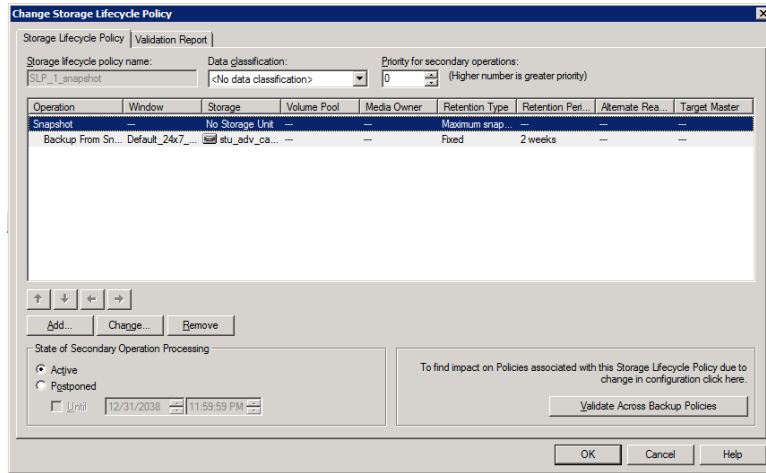 Change Storage Lifecycle Policy
Storage Lifecycle Policy Validation Report
Storage lifecycle policy name: Data classification: Priority for secondary operations:
SLP_1_snapshot <No data classification> 0 (Higher number is greater priority)
Operation Window Storage Volume Pool Media Owner Retention Type Retention Peri... Alternate Rea... Target Master
Snapshot --- No Storage Unit --- --- Maximum snap... --- --- ---
Backup From Sn... Default_24x7_... stu_adv_ca... --- --- Fixed 2 weeks --- ---
Add... Change... Remove
State of Secondary Operation Processing
Active
Postponed
Until 12/31/2038 11:59:59 PM
To find impact on Policies associated with this Storage Lifecycle Policy due to
change in configuration click here.
Validate Across Backup Policies
OK Cancel Help